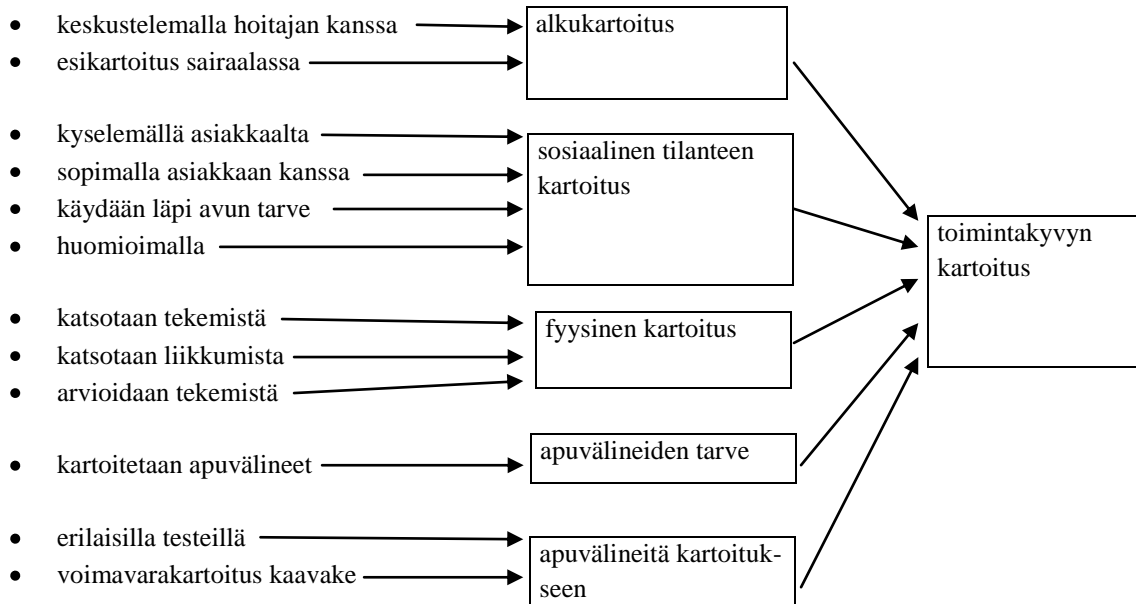 • keskustelemalla hoitajan kanssa
• esikartoitus sairaalassa
alkukartoitus
• kyselemällä asiakkaalta
• sopimalla asiakkaan kanssa
• käydään läpi avun tarve
• huomioimalla
sosiaalinen tilanteen
kartoitus
• katsotaan tekemistä
• katsotaan liikkumista
• arvioidaan tekemistä
fyysinen kartoitus
• kartoitetaan apuvälineet
apuvälineiden tarve
• erilaisilla testeillä
• voimavarakartoitus kaavake
apuvälineitä kartoituk-
seen
toimintakyvyn
kartoitus